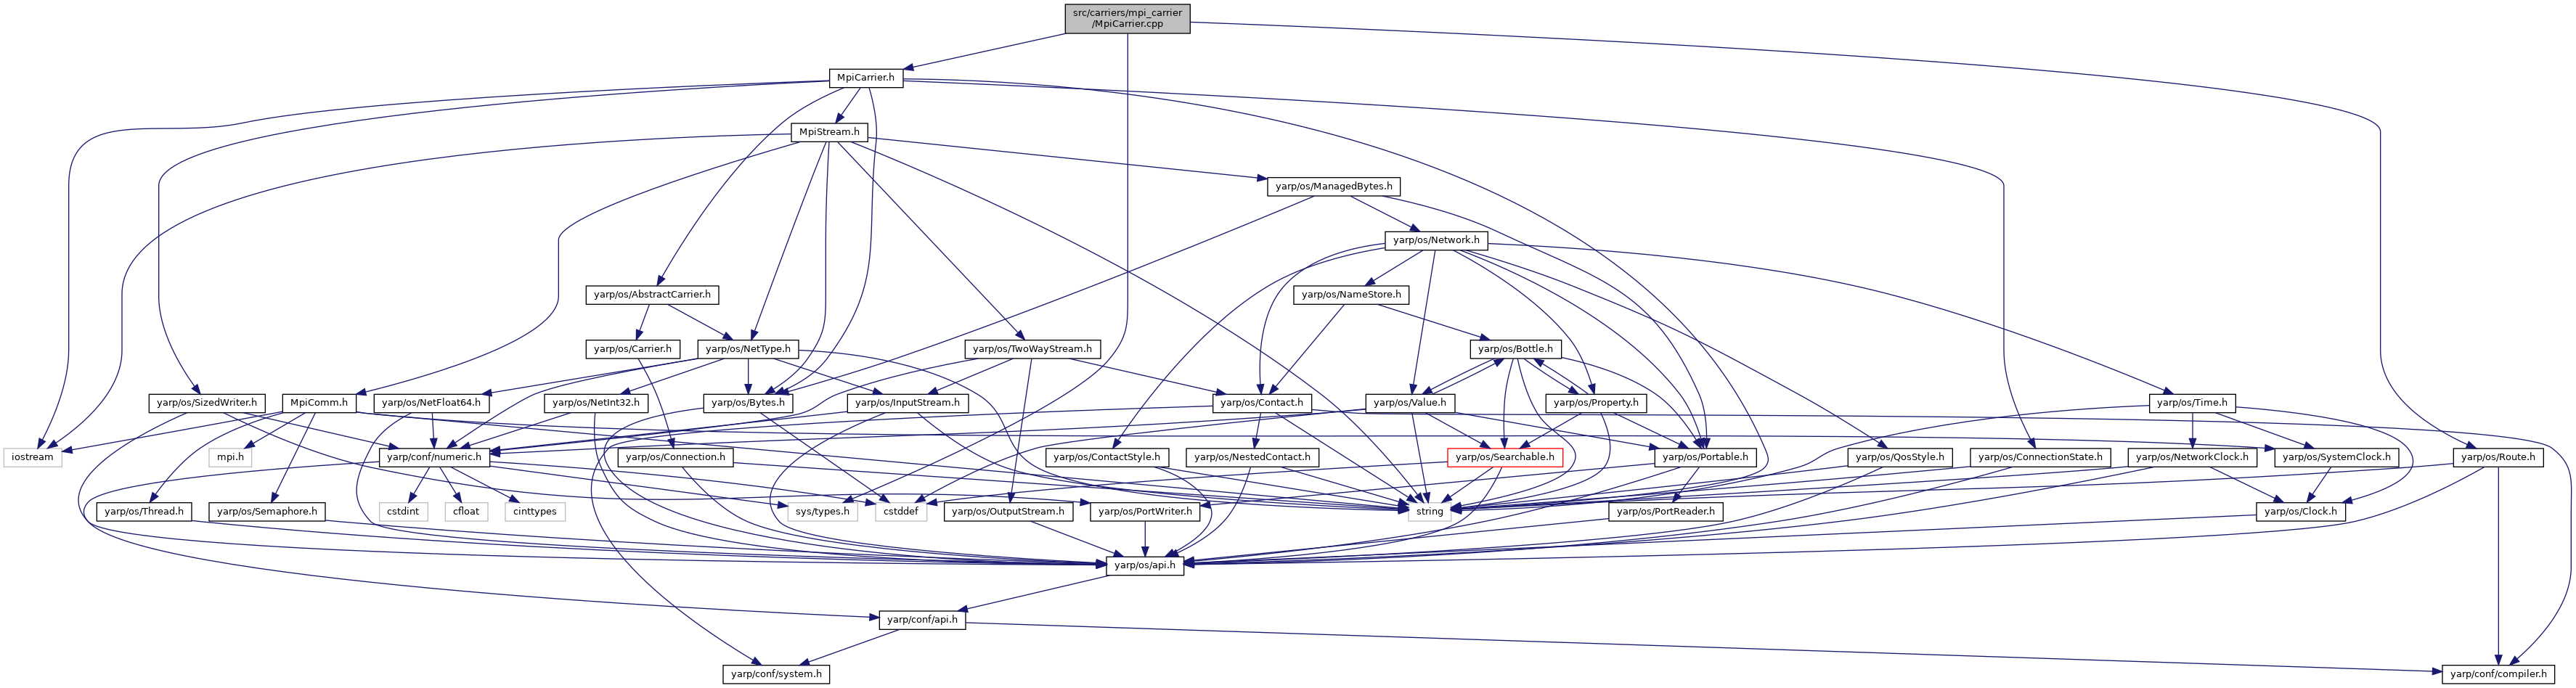 src/carriers/mpi_carrier
/MpiCarrier.cpp
MpiCarrier.h
MpiStream.h
yarp/os/ManagedBytes.h
yarp/os/Network.h
yarp/os/AbstractCarrier.h
yarp/os/NameStore.h
yarp/os/Carrier.h
yarp/os/NetType.h
yarp/os/TwoWayStream.h
yarp/os/Bottle.h
yarp/os/SizedWriter.h
MpiComm.h
yarp/os/NetFloat64.h
yarp/os/NetInt32.h
yarp/os/Bytes.h
yarp/os/InputStream.h
yarp/os/Contact.h
yarp/os/Value.h
yarp/os/Property.h
yarp/os/Time.h
iostream
mpi.h
yarp/conf/numeric.h
yarp/os/Connection.h
yarp/os/ContactStyle.h
yarp/os/NestedContact.h
yarp/os/Searchable.h
yarp/os/Portable.h
yarp/os/QosStyle.h
yarp/os/ConnectionState.h
yarp/os/NetworkClock.h
yarp/os/SystemClock.h
yarp/os/Route.h
yarp/os/Thread.h
yarp/os/Semaphore.h
cstdint
cfloat
cinttypes
sys/types.h
cstddef
yarp/os/OutputStream.h
yarp/os/PortWriter.h
string
yarp/os/PortReader.h
yarp/os/Clock.h
yarp/os/api.h
yarp/conf/api.h
yarp/conf/system.h
yarp/conf/compiler.h